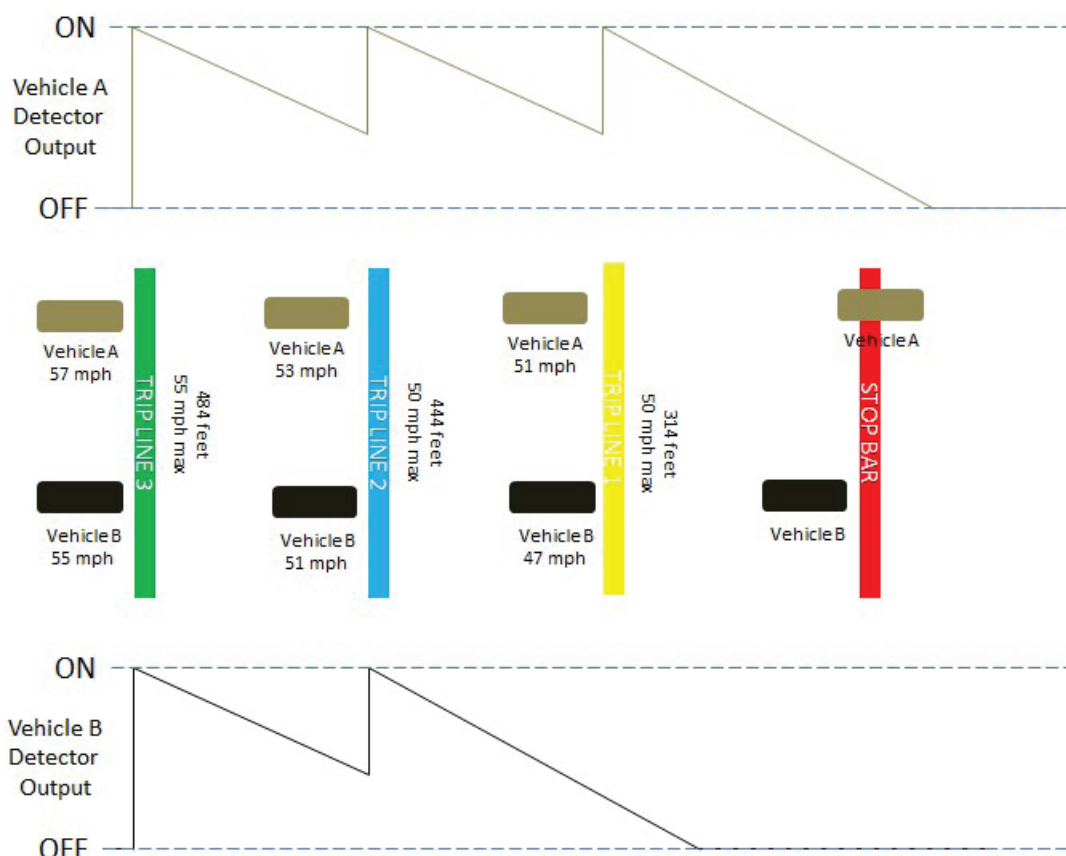 ON
Vehicle A
Detector
Output
OFF
Vehicle A
57 mph
TRIP LINE 3
484 feet
55 mph max
Vehicle A
53 mph
TRIP LINE 2
444 feet
50 mph max
Vehicle A
51 mph
TRIP LINE 1
314 feet
50 mph max
Vehicle A
STOP BAR
Vehicle B
55 mph
Vehicle B
51 mph
Vehicle B
47 mph
Vehicle B
ON
Vehicle B
Detector
Output
OFF